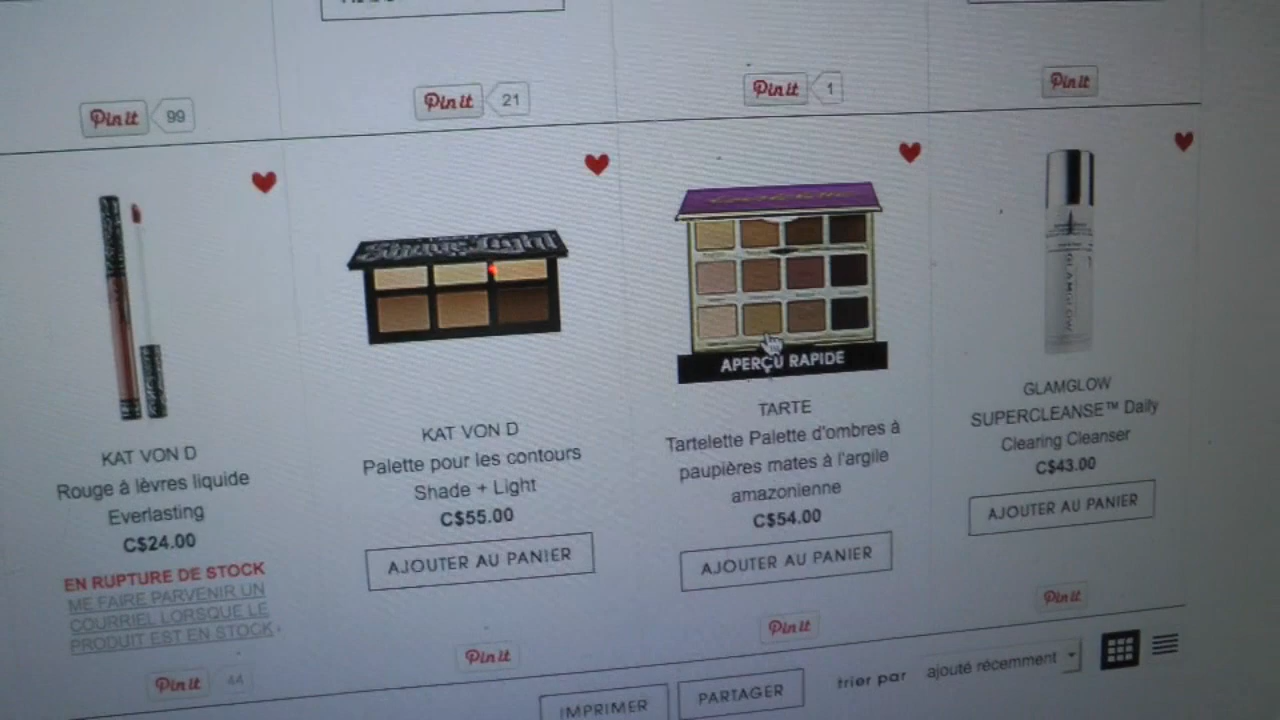 Pin it 99
Pin it 21
Pin it 1
Pin it
Shade Light
GLAMGLOW
APERÇU RAPIDE
KAT VON D
Rouge à lèvres liquide
Everlasting
C$24.00
EN RUPTURE DE STOCK
ME FAIRE PARVENIR UN
COURRIEL LORSQUE LE
PRODUIT EST EN STOCK
Pin it 44
KAT VON D
Palette pour les contours
Shade + Light
C$55.00
AJOUTER AU PANIER
Pin it
TARTE
Tartelette Palette d'ombres à
paupières mates à l'argile
amazonienne
C$54.00
AJOUTER AU PANIER
Pin it
GLAMGLOW
SUPERCLEANSE™ Daily
Clearing Cleanser
C$43.00
AJOUTER AU PANIER
Pin it
IMPRIMER
PARTAGER
trier par
ajouté récemment